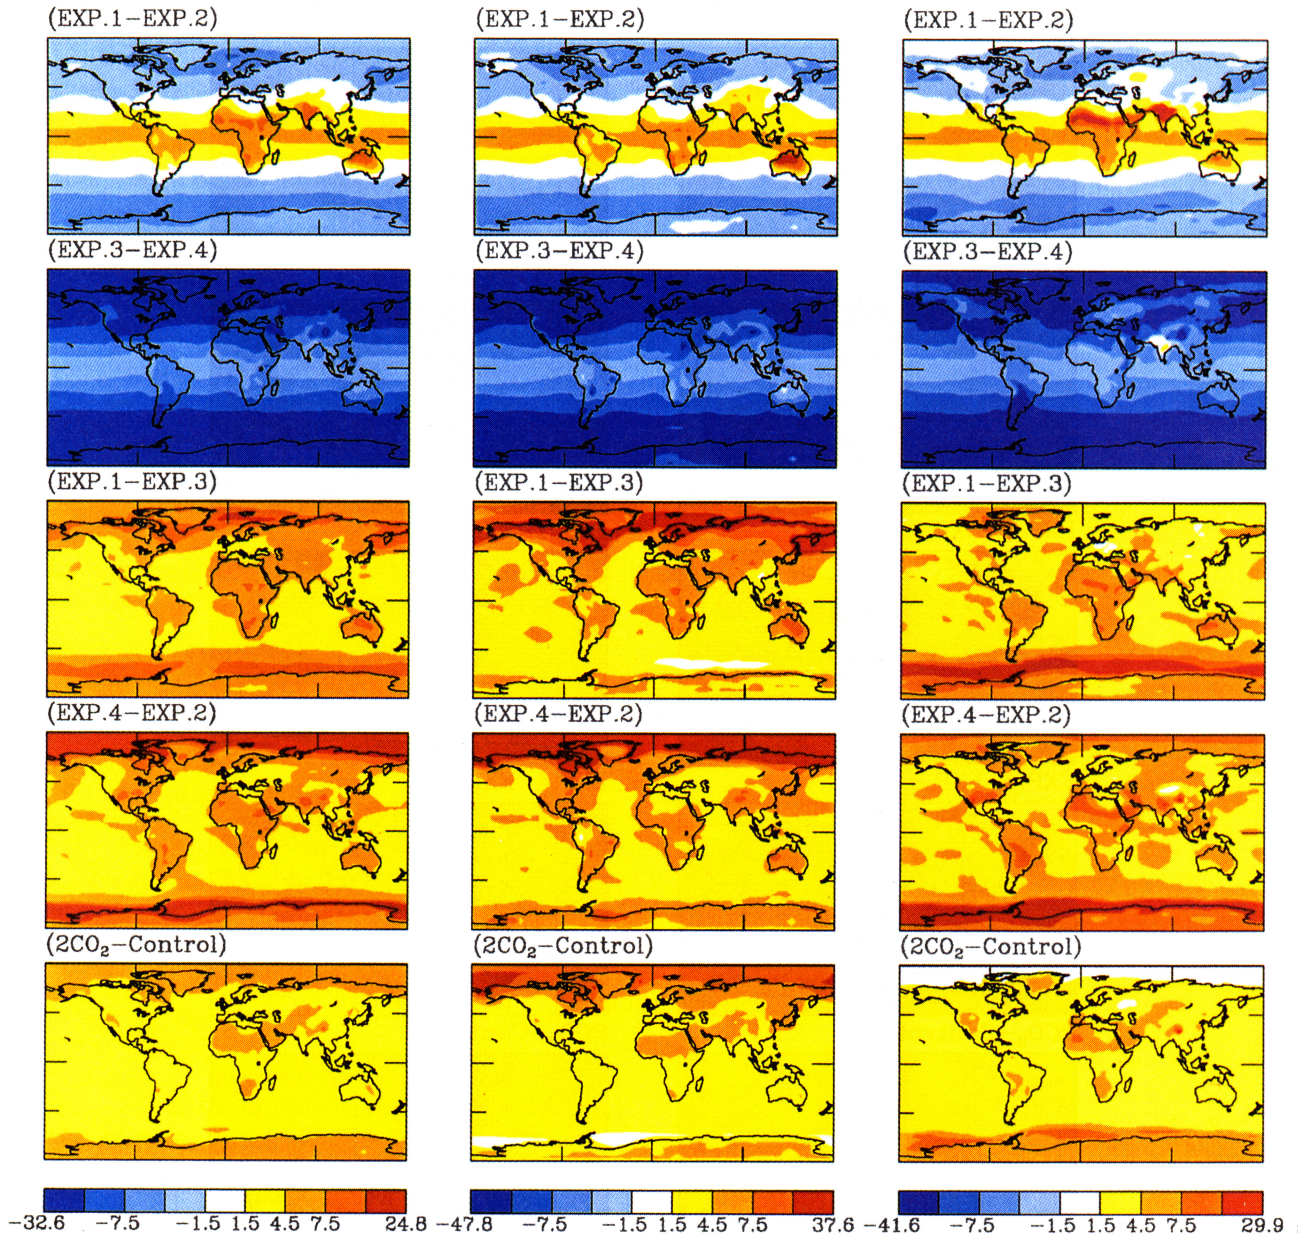 (EXP.1−EXP.2) (EXP.1−EXP.2) (EXP.1−EXP.2)
(EXP.3−EXP.4) (EXP.3−EXP.4) (EXP.3−EXP.4)
(EXP.1−EXP.3) (EXP.1−EXP.3) (EXP.1−EXP.3)
(EXP.4−EXP.2) (EXP.4−EXP.2) (EXP.4−EXP.2)
(2CO₂−Control) (2CO₂−Control) (2CO₂−Control)
−32.6 −7.5 −1.5 1.5 4.5 7.5 24.8 −47.8 −7.5 −1.5 1.5 4.5 7.5 37.6 −41.6 −7.5 −1.5 1.5 4.5 7.5 29.9